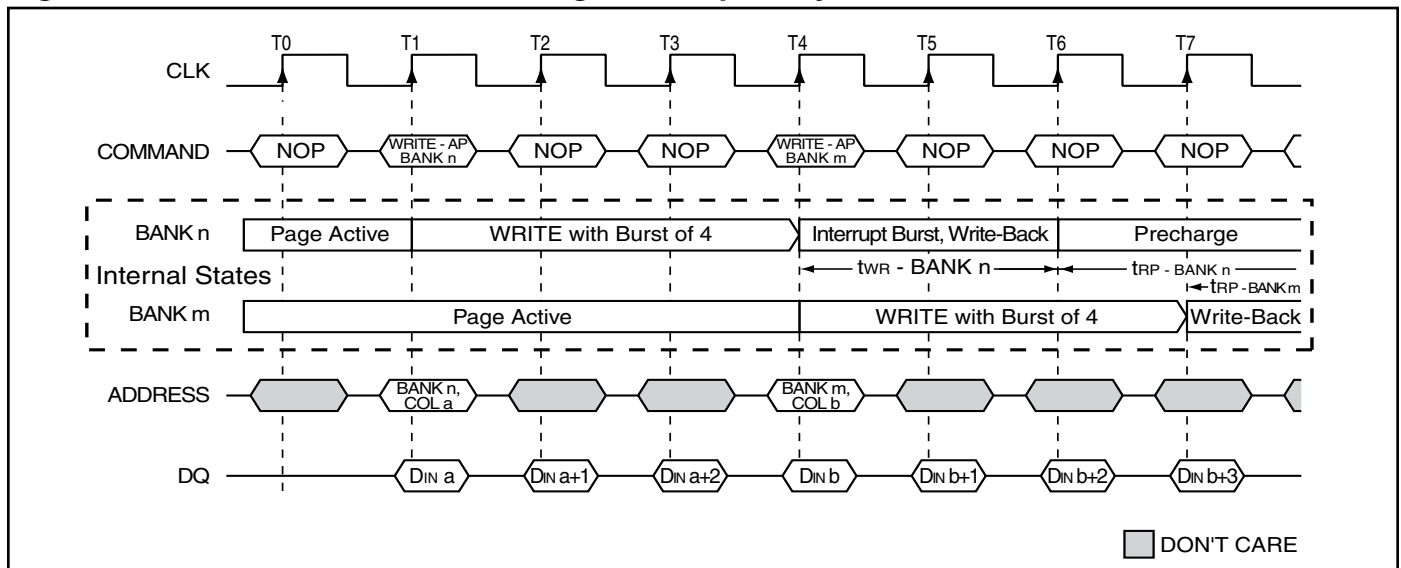 T0 T1 T2 T3 T4 T5 T6 T7
CLK
COMMAND NOP WRITE - AP BANK n NOP NOP WRITE - AP BANK m NOP NOP NOP
BANK n Page Active WRITE with Burst of 4 Interrupt Burst, Write-Back Precharge
tWR - BANK n tRP - BANK n
Internal States
tRP - BANK m
BANK m Page Active WRITE with Burst of 4 Write-Back
ADDRESS BANK n, COL a BANK m, COL b
DQ DIN a DIN a+1 DIN a+2 DIN b DIN b+1 DIN b+2 DIN b+3
DON'T CARE